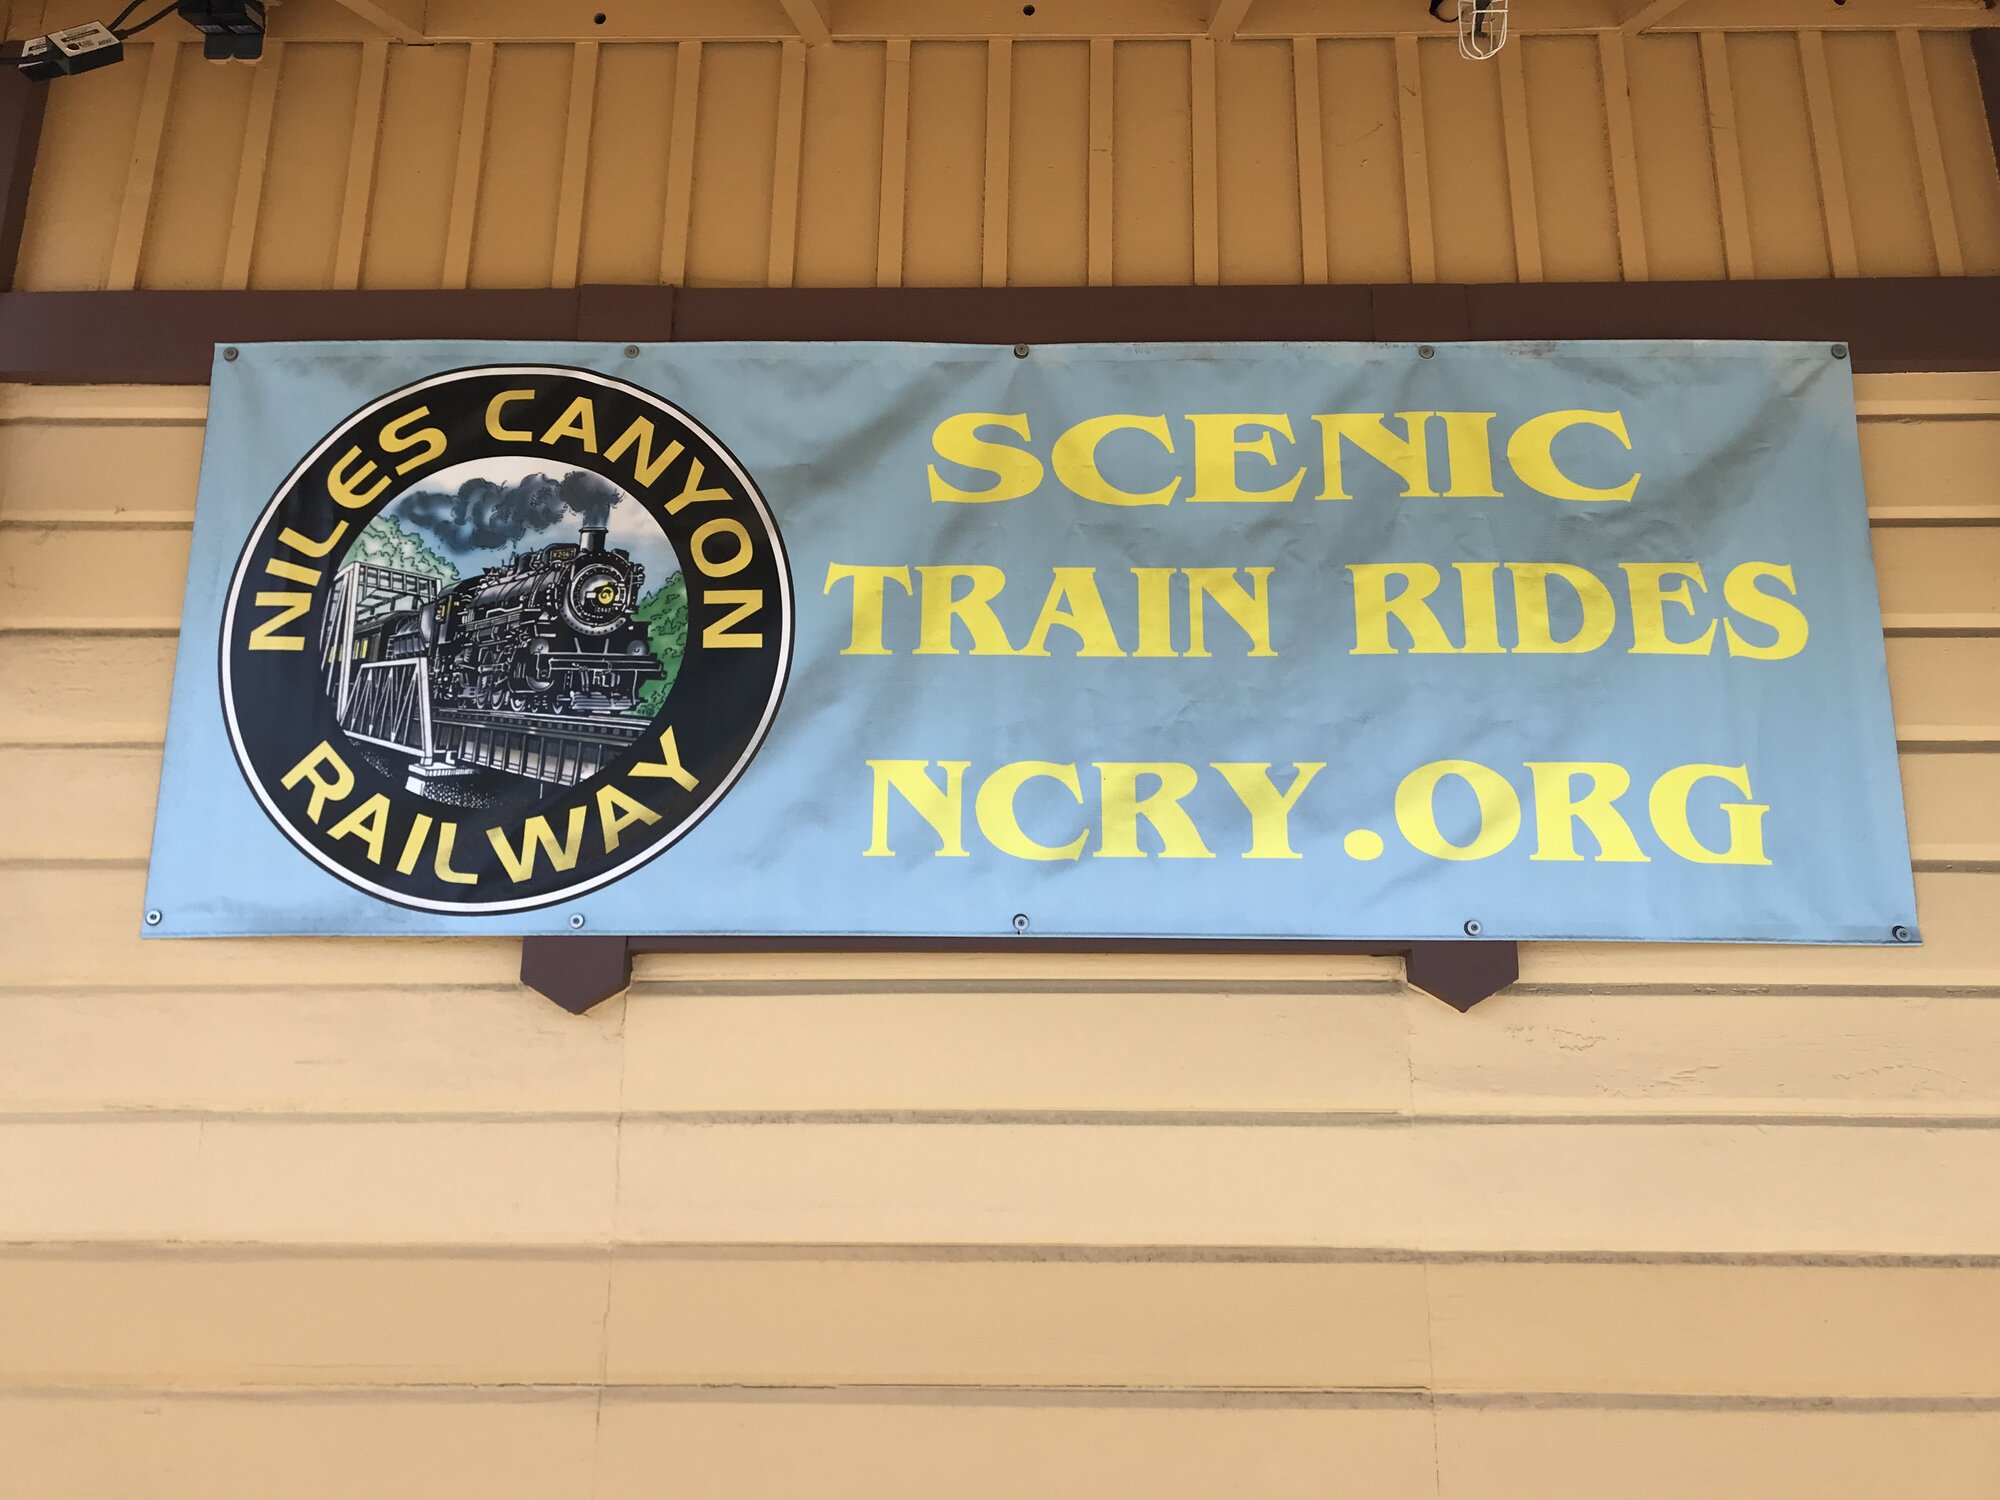 NILES CANYON
RAILWAY
SCENIC
TRAIN RIDES
NCRY.ORG